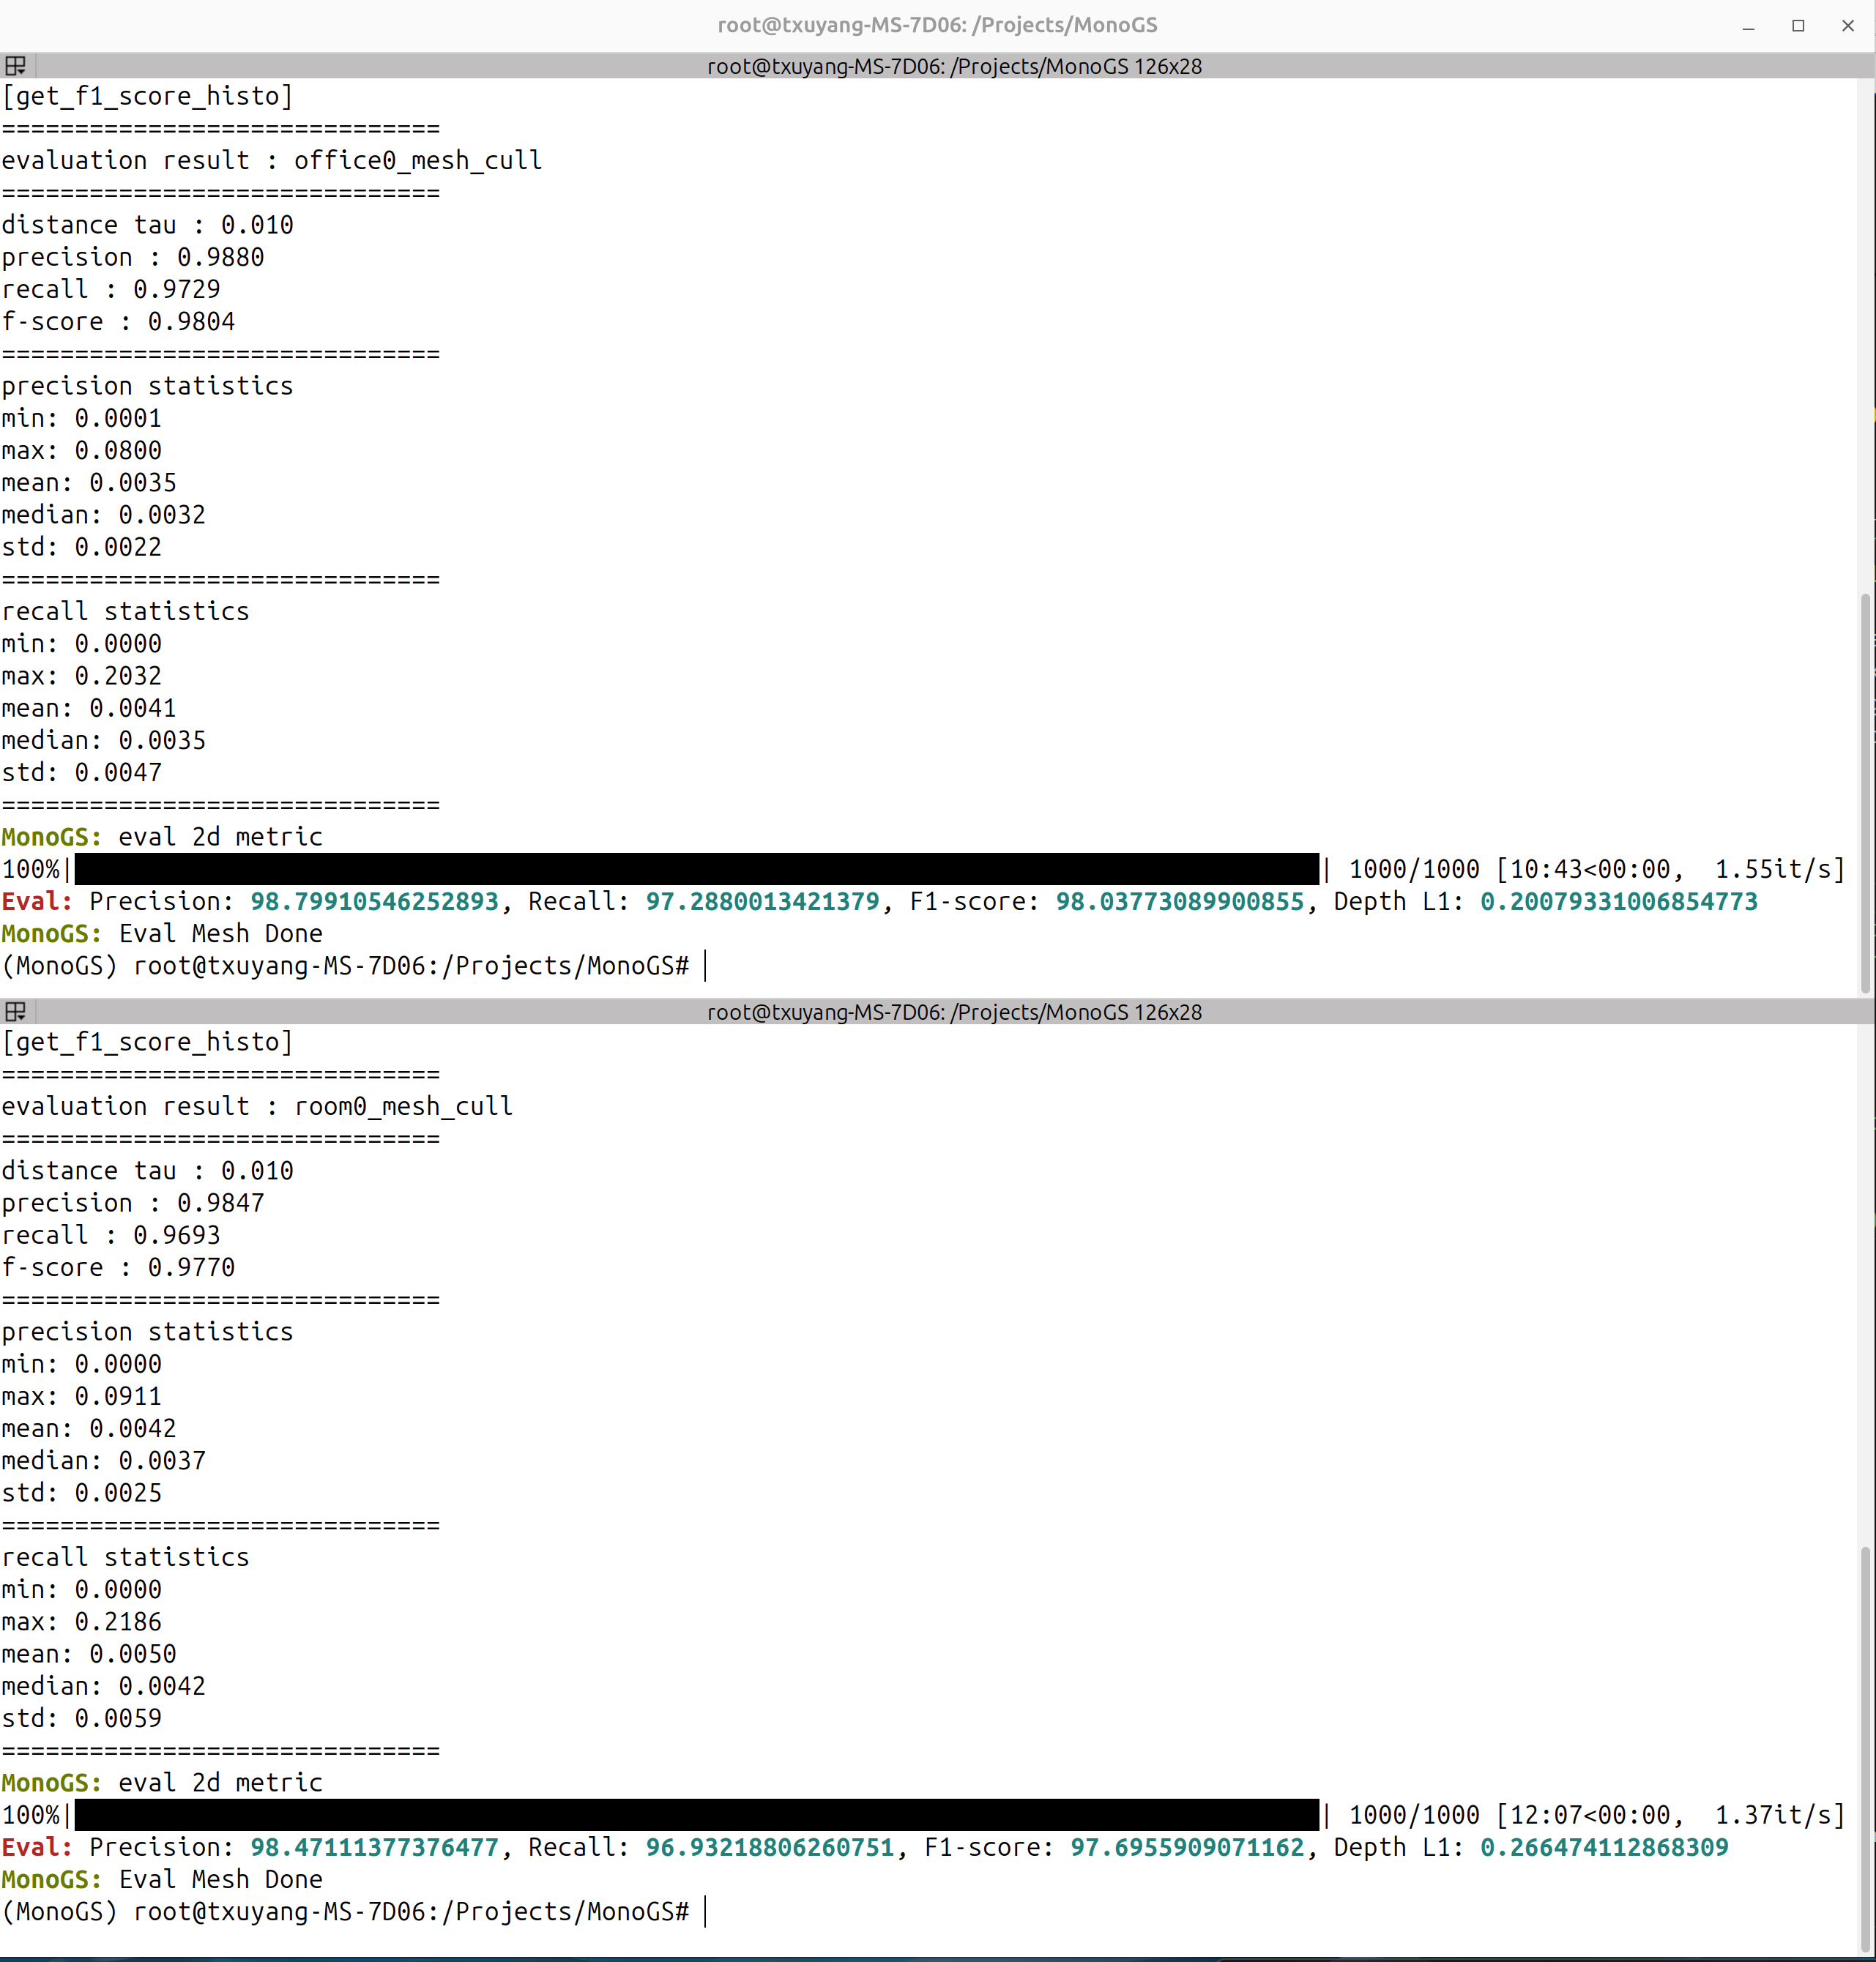 root@txuyang-MS-7D06: /Projects/MonoGS
root@txuyang-MS-7D06: /Projects/MonoGS 126x28
[get_f1_score_histo]
==============================
evaluation result : office0_mesh_cull
==============================
distance tau : 0.010
precision : 0.9880
recall : 0.9729
f-score : 0.9804
==============================
precision statistics
min: 0.0001
max: 0.0800
mean: 0.0035
median: 0.0032
std: 0.0022
==============================
recall statistics
min: 0.0000
max: 0.2032
mean: 0.0041
median: 0.0035
std: 0.0047
==============================
MonoGS: eval 2d metric
100%|██████████| 1000/1000 [10:43<00:00,  1.55it/s]
Eval: Precision: 98.79910546252893, Recall: 97.2880013421379, F1-score: 98.03773089900855, Depth L1: 0.20079331006854773
MonoGS: Eval Mesh Done
(MonoGS) root@txuyang-MS-7D06:/Projects/MonoGS#
root@txuyang-MS-7D06: /Projects/MonoGS 126x28
[get_f1_score_histo]
==============================
evaluation result : room0_mesh_cull
==============================
distance tau : 0.010
precision : 0.9847
recall : 0.9693
f-score : 0.9770
==============================
precision statistics
min: 0.0000
max: 0.0911
mean: 0.0042
median: 0.0037
std: 0.0025
==============================
recall statistics
min: 0.0000
max: 0.2186
mean: 0.0050
median: 0.0042
std: 0.0059
==============================
MonoGS: eval 2d metric
100%|██████████| 1000/1000 [12:07<00:00,  1.37it/s]
Eval: Precision: 98.47111377376477, Recall: 96.93218806260751, F1-score: 97.6955909071162, Depth L1: 0.266474112868309
MonoGS: Eval Mesh Done
(MonoGS) root@txuyang-MS-7D06:/Projects/MonoGS#